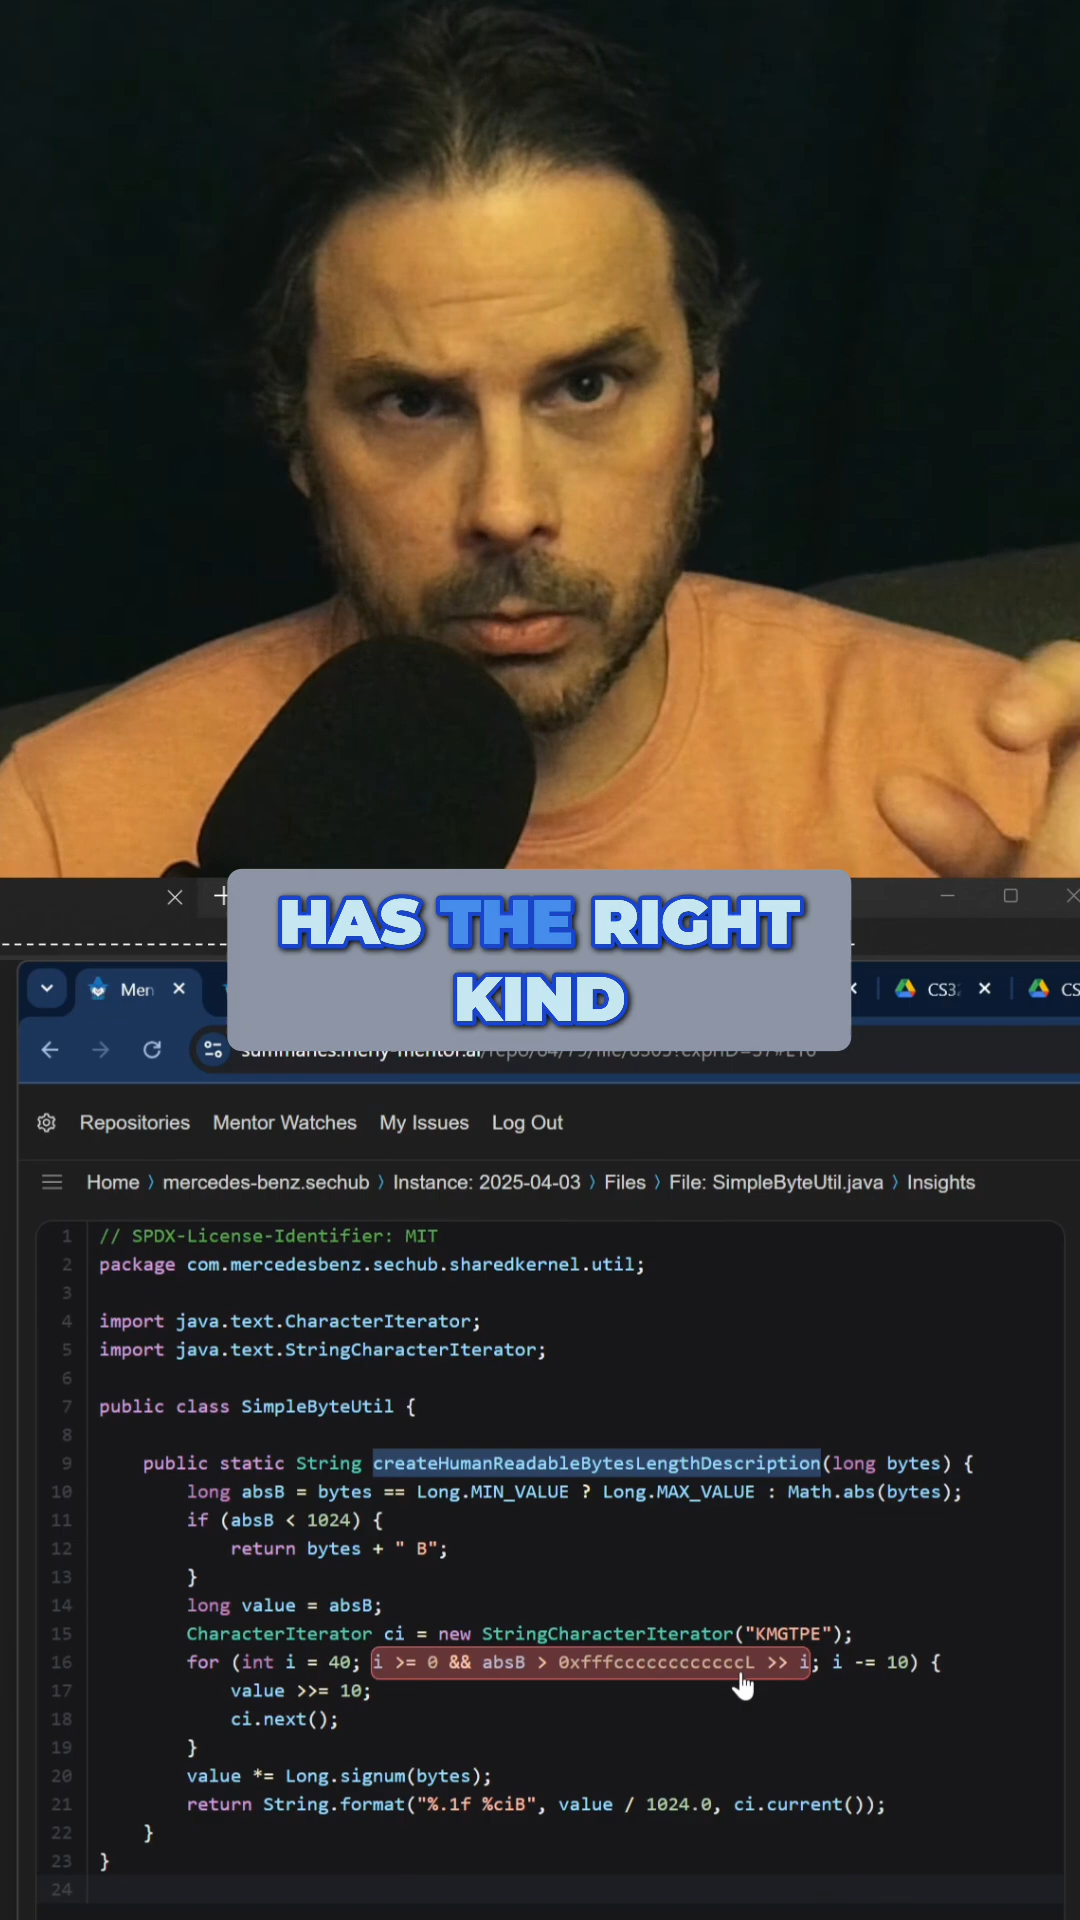 HAS THE RIGHT
KIND
Men
CS32
CS
Repositories Mentor Watches My Issues Log Out
Home 〉 mercedes-benz.sechub 〉 Instance: 2025-04-03 〉 Files 〉 File: SimpleByteUtil.java 〉 Insights
1 // SPDX-License-Identifier: MIT
2 package com.mercedesbenz.sechub.sharedkernel.util;
3
4 import java.text.CharacterIterator;
5 import java.text.StringCharacterIterator;
6
7 public class SimpleByteUtil {
8
9 public static String createHumanReadableBytesLengthDescription(long bytes) {
10 long absB = bytes == Long.MIN_VALUE ? Long.MAX_VALUE : Math.abs(bytes);
11 if (absB < 1024) {
12 return bytes + " B";
13 }
14 long value = absB;
15 CharacterIterator ci = new StringCharacterIterator("KMGTPE");
16 for (int i = 40; i >= 0 && absB > 0xfffccccccccccccL >> i; i -= 10) {
17 value >>= 10;
18 ci.next();
19 }
20 value *= Long.signum(bytes);
21 return String.format("%.1f %ciB", value / 1024.0, ci.current());
22 }
23 }
24